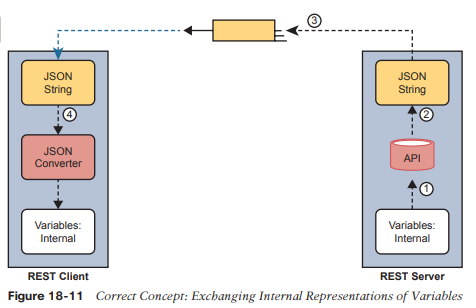 ③
JSON
String
④
JSON
Converter
Variables:
Internal
REST Client
JSON
String
②
API
①
Variables:
Internal
REST Server
Figure 18-11 Correct Concept: Exchanging Internal Representations of Variables